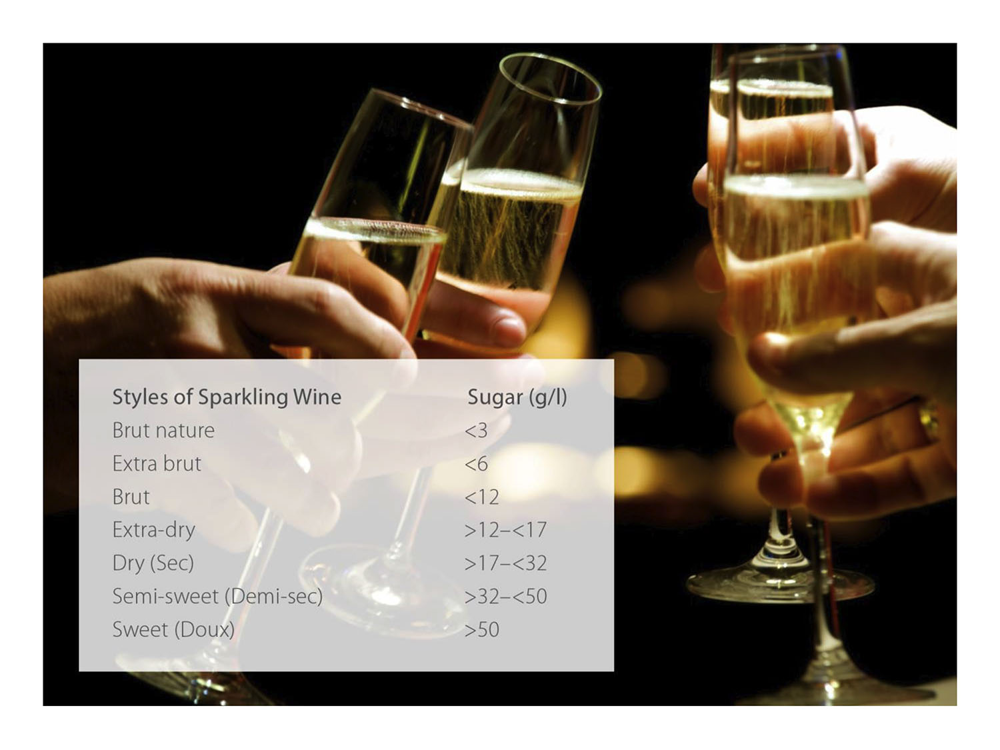 Styles of Sparkling Wine Sugar (g/l)
Brut nature <3
Extra brut <6
Brut <12
Extra-dry >12–<17
Dry (Sec) >17–<32
Semi-sweet (Demi-sec) >32–<50
Sweet (Doux) >50